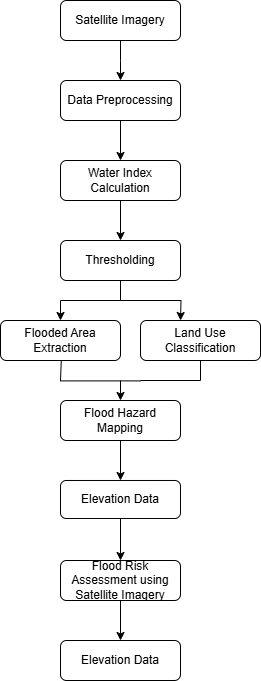 Satellite Imagery
Data Preprocessing
Water Index
Calculation
Thresholding
Flooded Area
Extraction
Land Use
Classification
Flood Hazard
Mapping
Elevation Data
Flood Risk
Assessment using
Satellite Imagery
Elevation Data